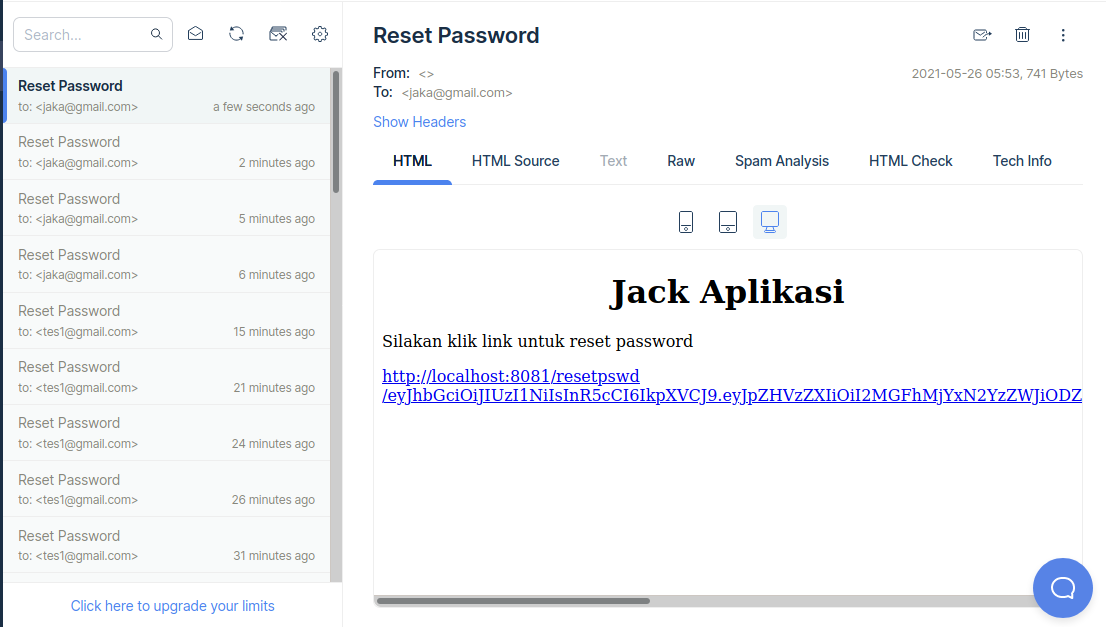 Search...
Reset Password
to: <jaka@gmail.com> a few seconds ago
Reset Password
to: <jaka@gmail.com> 2 minutes ago
Reset Password
to: <jaka@gmail.com> 5 minutes ago
Reset Password
to: <jaka@gmail.com> 6 minutes ago
Reset Password
to: <tes1@gmail.com> 15 minutes ago
Reset Password
to: <tes1@gmail.com> 21 minutes ago
Reset Password
to: <tes1@gmail.com> 24 minutes ago
Reset Password
to: <tes1@gmail.com> 26 minutes ago
Reset Password
to: <tes1@gmail.com> 31 minutes ago
Click here to upgrade your limits
Reset Password
From: <> 2021-05-26 05:53, 741 Bytes
To: <jaka@gmail.com>
Show Headers
HTML HTML Source Text Raw Spam Analysis HTML Check Tech Info
Jack Aplikasi
Silakan klik link untuk reset password
http://localhost:8081/resetpswd
/eyJhbGciOiJIUzI1NiIsInR5cCI6IkpXVCJ9.eyJpZHVzZXIiOiI2MGFhMjYxN2YzZWJiODZ